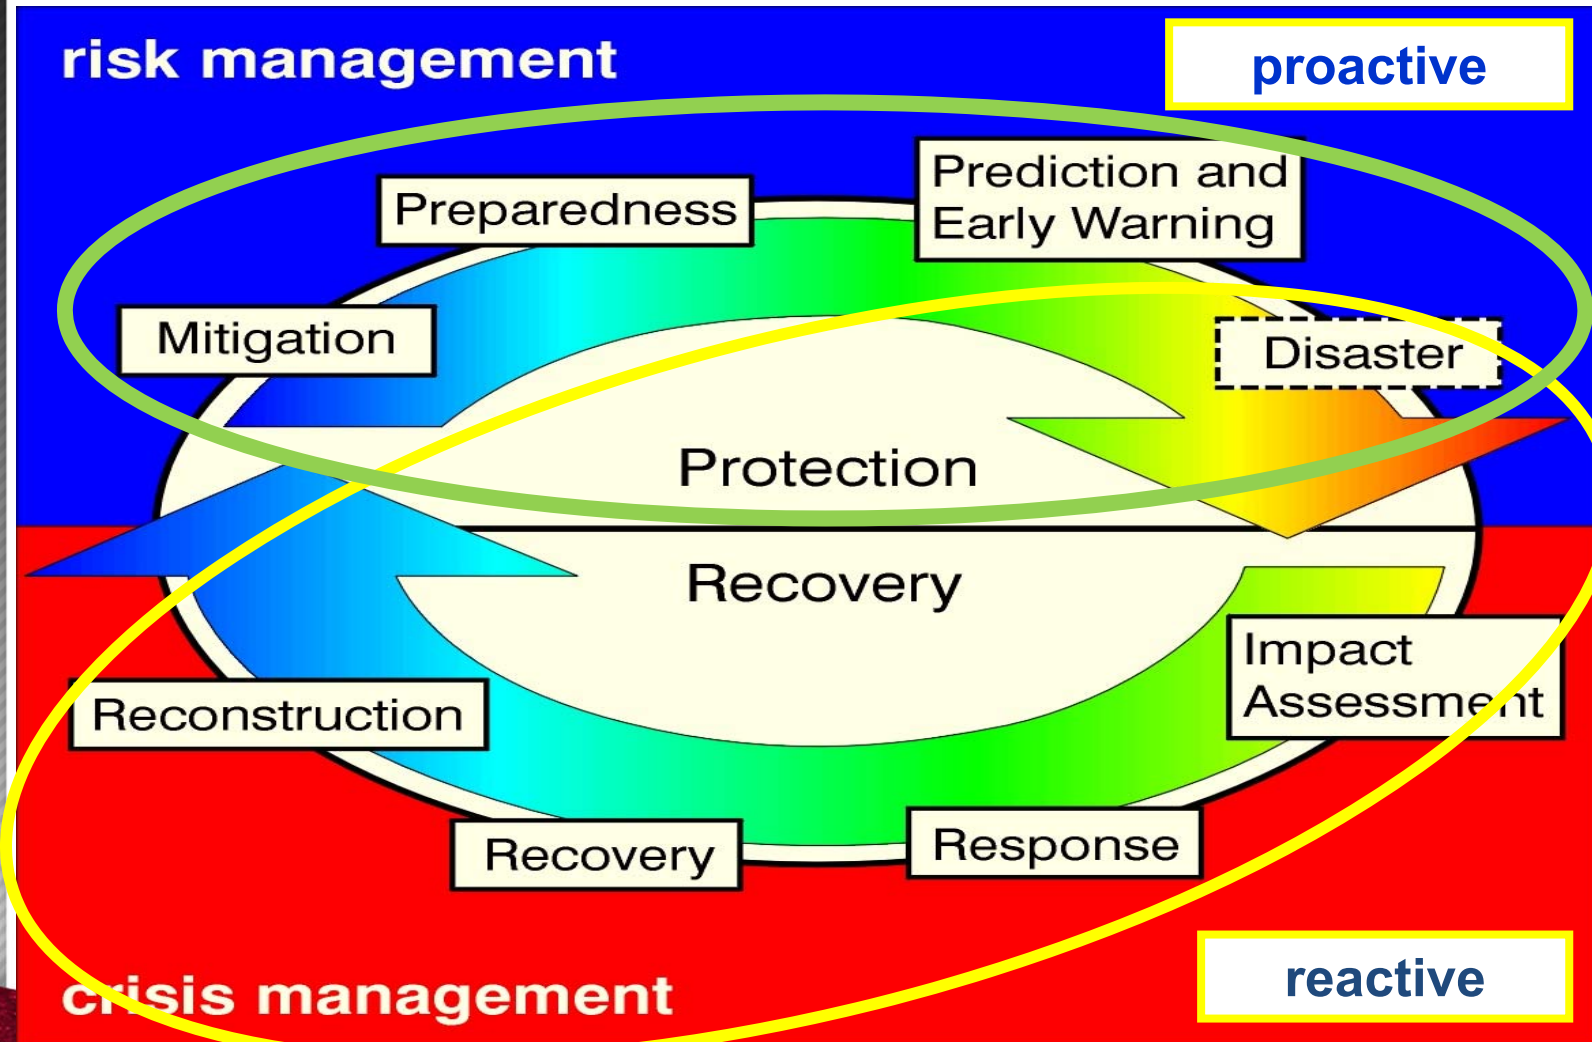 risk management
proactive
Preparedness
Prediction and
Early Warning
Mitigation
Disaster
Protection
Recovery
Impact
Assessment
Reconstruction
Recovery
Response
crisis management
reactive